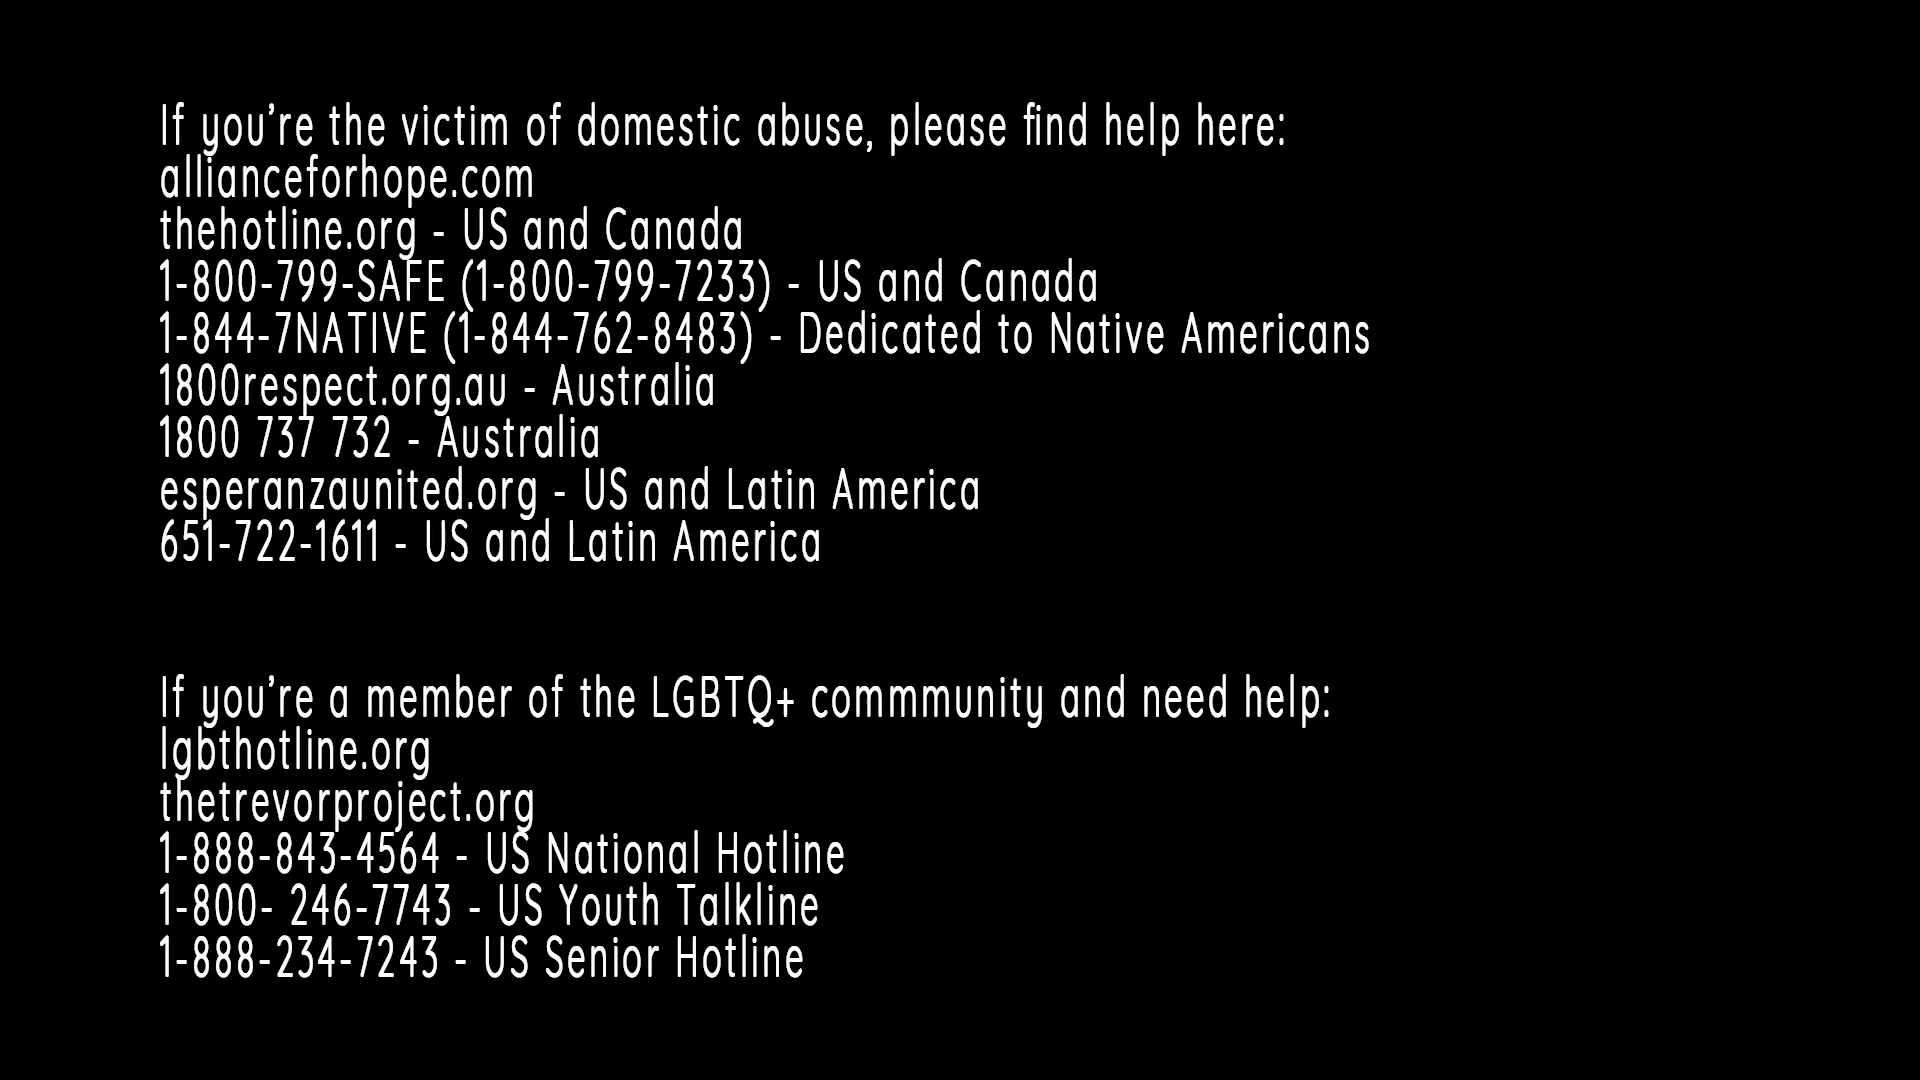 If you're the victim of domestic abuse, please find help here:
allianceforhope.com
thehotline.org - US and Canada
1-800-799-SAFE (1-800-799-7233) - US and Canada
1-844-7NATIVE (1-844-762-8483) - Dedicated to Native Americans
1800respect.org.au - Australia
1800 737 732 - Australia
esperanzaunited.org - US and Latin America
651-722-1611 - US and Latin America
If you're a member of the LGBTQ+ commmunity and need help:
lgbthotline.org
thetrevorproject.org
1-888-843-4564 - US National Hotline
1-800- 246-7743 - US Youth Talkline
1-888-234-7243 - US Senior Hotline